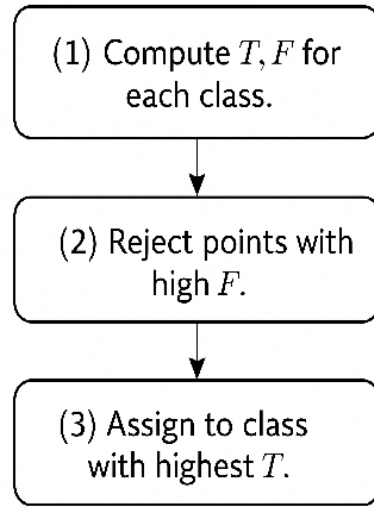 (1) Compute T, F for
each class.
(2) Reject points with
high F.
(3) Assign to class
with highest T.